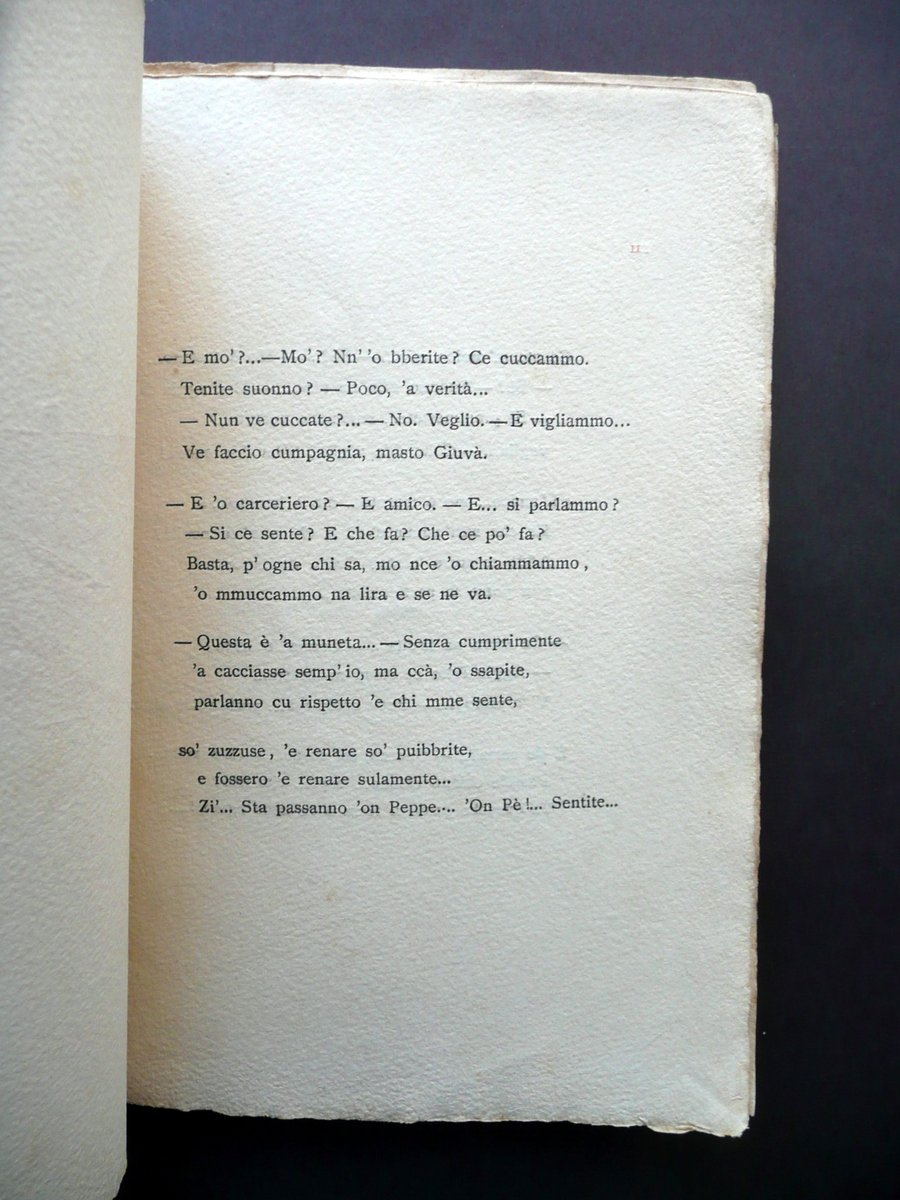 11
— E mo' ?...—Mo' ? Nn' 'o bberite ? Ce cuccammo.
Tenite suonno ? — Poco, 'a verità...
— Nun ve cuccate ?... — No. Veglio. — E vigliammo...
Ve faccio cumpagnia, masto Giuvà.
— E 'o carceriero ? — E amico. — E... si parlammo ?
— Si ce sente ? E che fa ? Che ce po' fa ?
Basta, p' ogne chi sa, mo nce 'o chiammammo ,
'o mmuccammo na lira e se ne va.
— Questa è 'a muneta... — Senza cumprimente
'a cacciasse semp' io, ma ccà, 'o ssapite,
parlanno cu rispetto 'e chi mme sente,
so' zuzzuse , 'e renare so' puibbrite,
e fossero 'e renare sulamente...
Zi'... Sta passanno 'on Peppe.... 'On Pè !... Sentite...